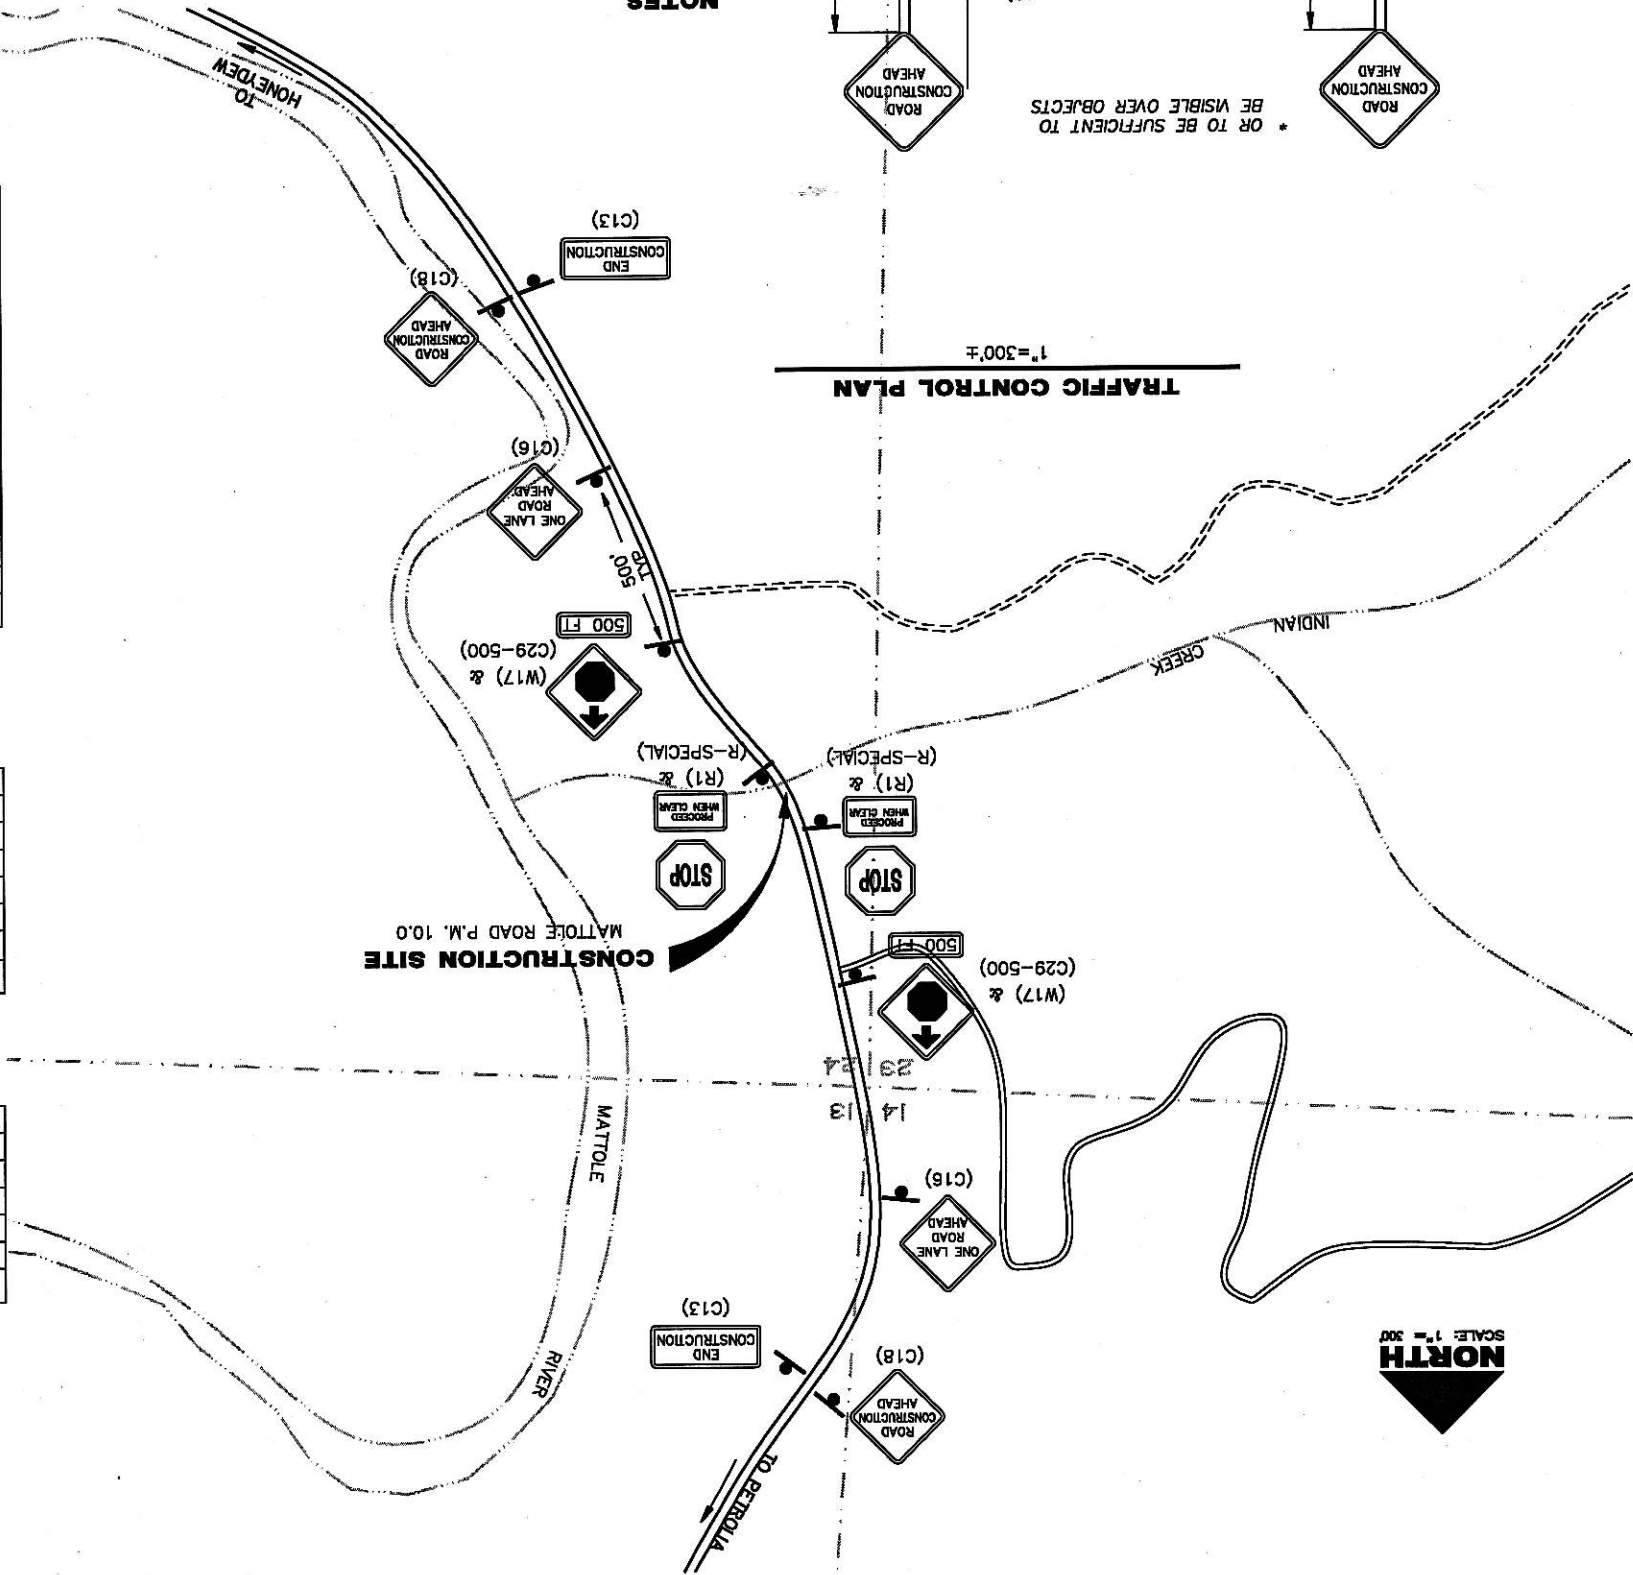 NORTH
SCALE: 1"= 300'
TO PETROLIA
ROAD
CONSTRUCTION
AHEAD
(C18)
END
CONSTRUCTION
(C13)
RIVER
ONE LANE
ROAD
AHEAD
(C16)
MATTOLE
14 13
23 24
(W17) &
(C29-500)
500 FT
CONSTRUCTION SITE
MATTOLE ROAD P.M. 10.0
STOP
PROCEED
WHEN CLEAR
(R1) &
(R-SPECIAL)
STOP
PROCEED
WHEN CLEAR
(R1) &
(R-SPECIAL)
CREEK
INDIAN
(W17) &
(C29-500)
500 FT
500'
TYP
ONE LANE
ROAD
AHEAD
(C16)
TRAFFIC CONTROL PLAN
1"=300'±
ROAD
CONSTRUCTION
AHEAD
(C18)
END
CONSTRUCTION
(C13)
* OR TO BE SUFFICIENT TO
BE VISIBLE OVER OBJECTS
ROAD
CONSTRUCTION
AHEAD
ROAD
CONSTRUCTION
AHEAD
TO
HONEYDEW
NOTES